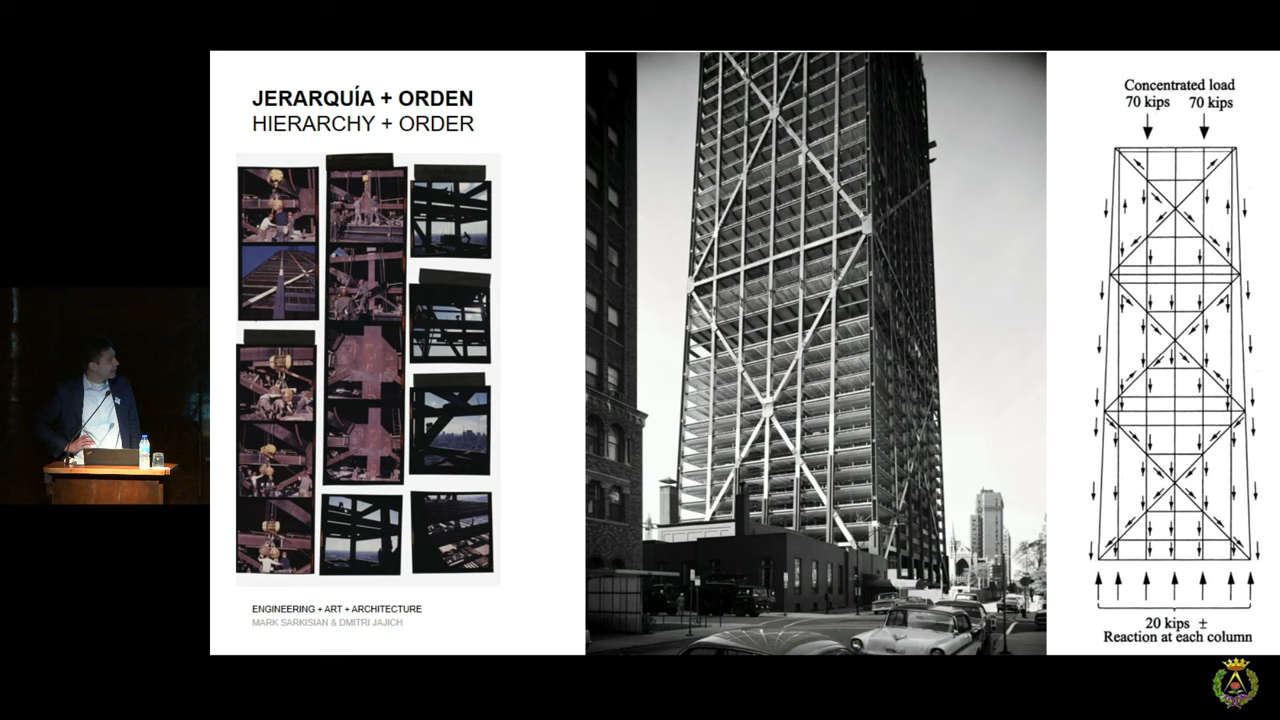 JERARQUÍA + ORDEN
HIERARCHY + ORDER
ENGINEERING + ART + ARCHITECTURE
MARK SARKISIAN & DMITRI JAJICH
Concentrated load
70 kips 70 kips
20 kips ±
Reaction at each column